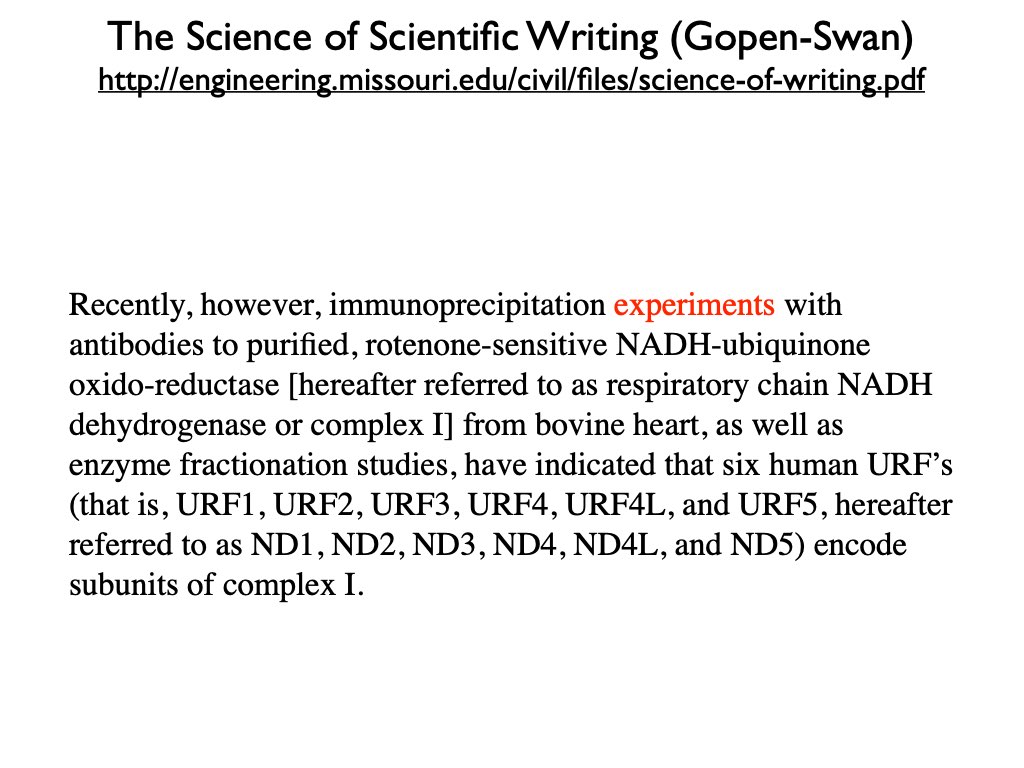 The Science of Scientific Writing (Gopen-Swan)
http://engineering.missouri.edu/civil/files/science-of-writing.pdf
Recently, however, immunoprecipitation experiments with
antibodies to purified, rotenone-sensitive NADH-ubiquinone
oxido-reductase [hereafter referred to as respiratory chain NADH
dehydrogenase or complex I] from bovine heart, as well as
enzyme fractionation studies, have indicated that six human URF’s
(that is, URF1, URF2, URF3, URF4, URF4L, and URF5, hereafter
referred to as ND1, ND2, ND3, ND4, ND4L, and ND5) encode
subunits of complex I.